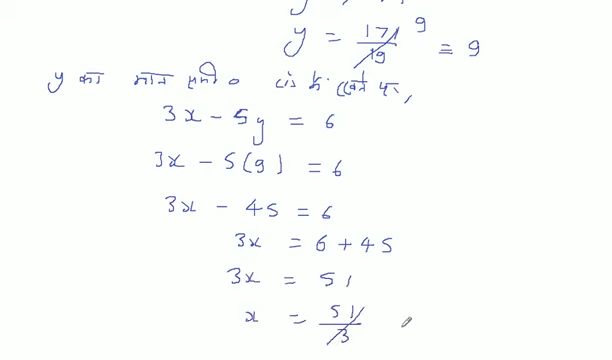 y = 171/19 9 = 9
y का मान समी० में रखने पर,
3x - 5y = 6
3x - 5(9) = 6
3x - 45 = 6
3x = 6 + 45
3x = 51
x = 51/3